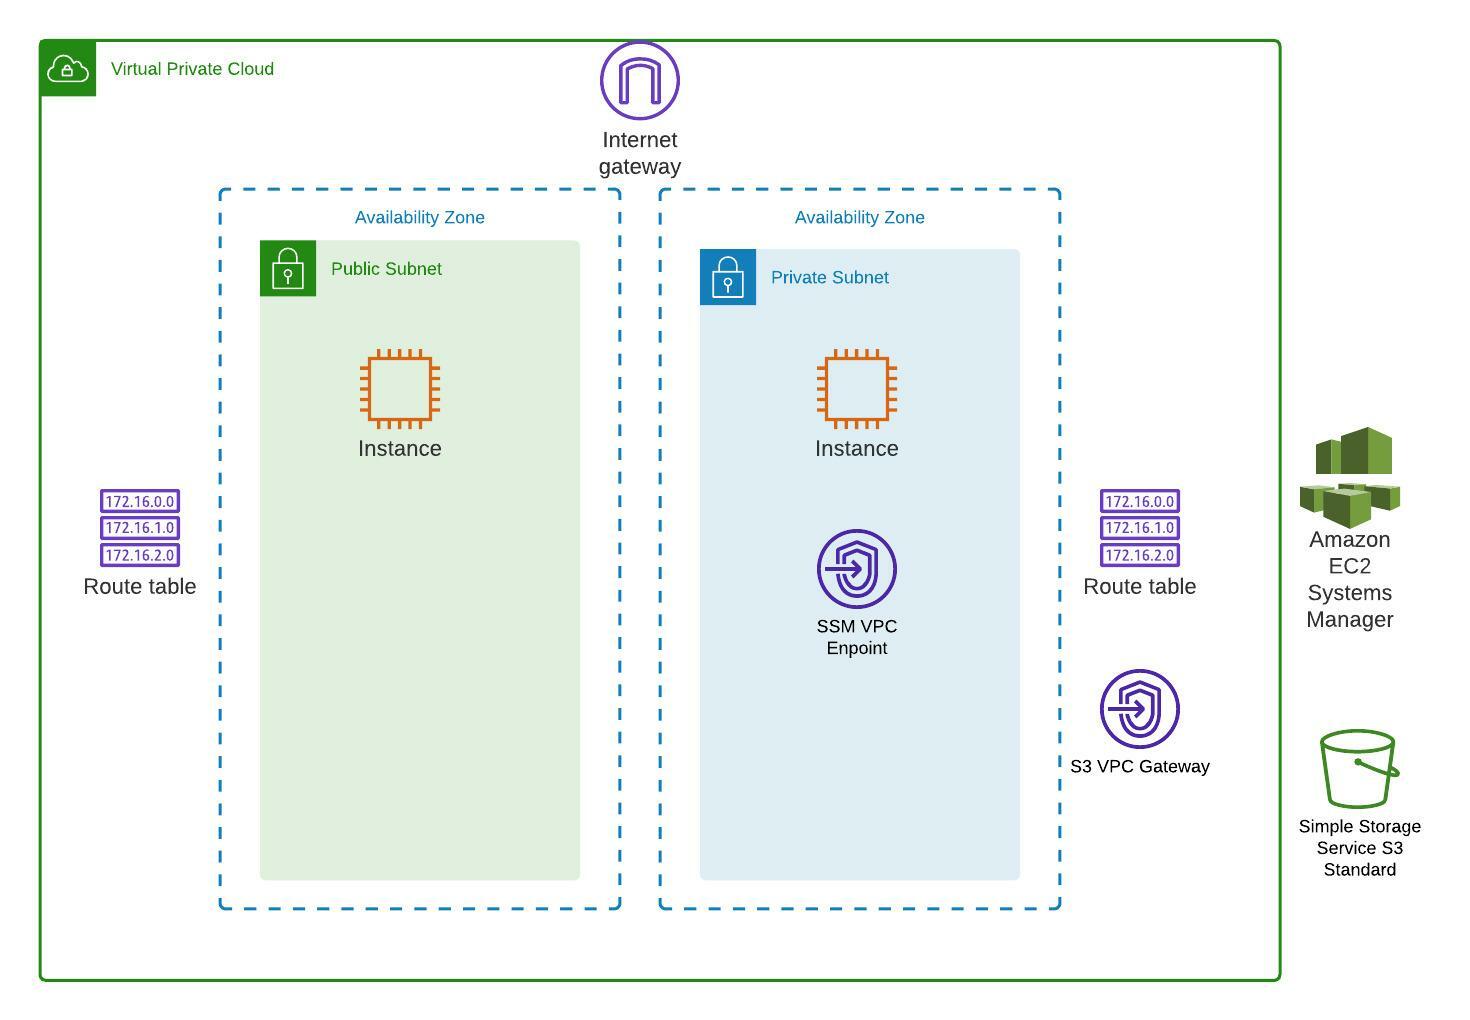 Virtual Private Cloud
Internet
gateway
Availability Zone
Public Subnet
Instance
Availability Zone
Private Subnet
Instance
SSM VPC
Enpoint
172.16.0.0
172.16.1.0
172.16.2.0
Route table
172.16.0.0
172.16.1.0
172.16.2.0
Route table
S3 VPC Gateway
Amazon
EC2
Systems
Manager
Simple Storage
Service S3
Standard